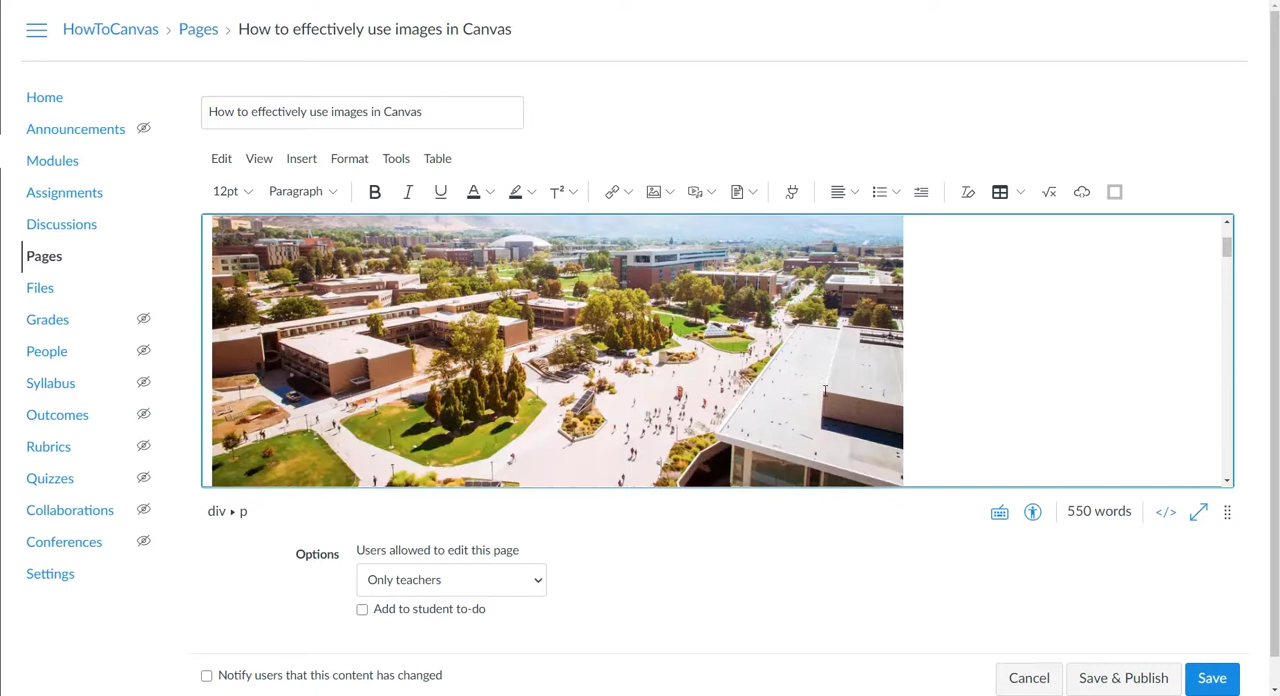 HowToCanvas › Pages › How to effectively use images in Canvas
Home
Announcements
Modules
Assignments
Discussions
Pages
Files
Grades
People
Syllabus
Outcomes
Rubrics
Quizzes
Collaborations
Conferences
Settings
How to effectively use images in Canvas
Edit View Insert Format Tools Table
12pt Paragraph B I U A T²
div ▸ p
550 words </>
Options
Users allowed to edit this page
Only teachers
Add to student to-do
Notify users that this content has changed
Cancel Save & Publish Save